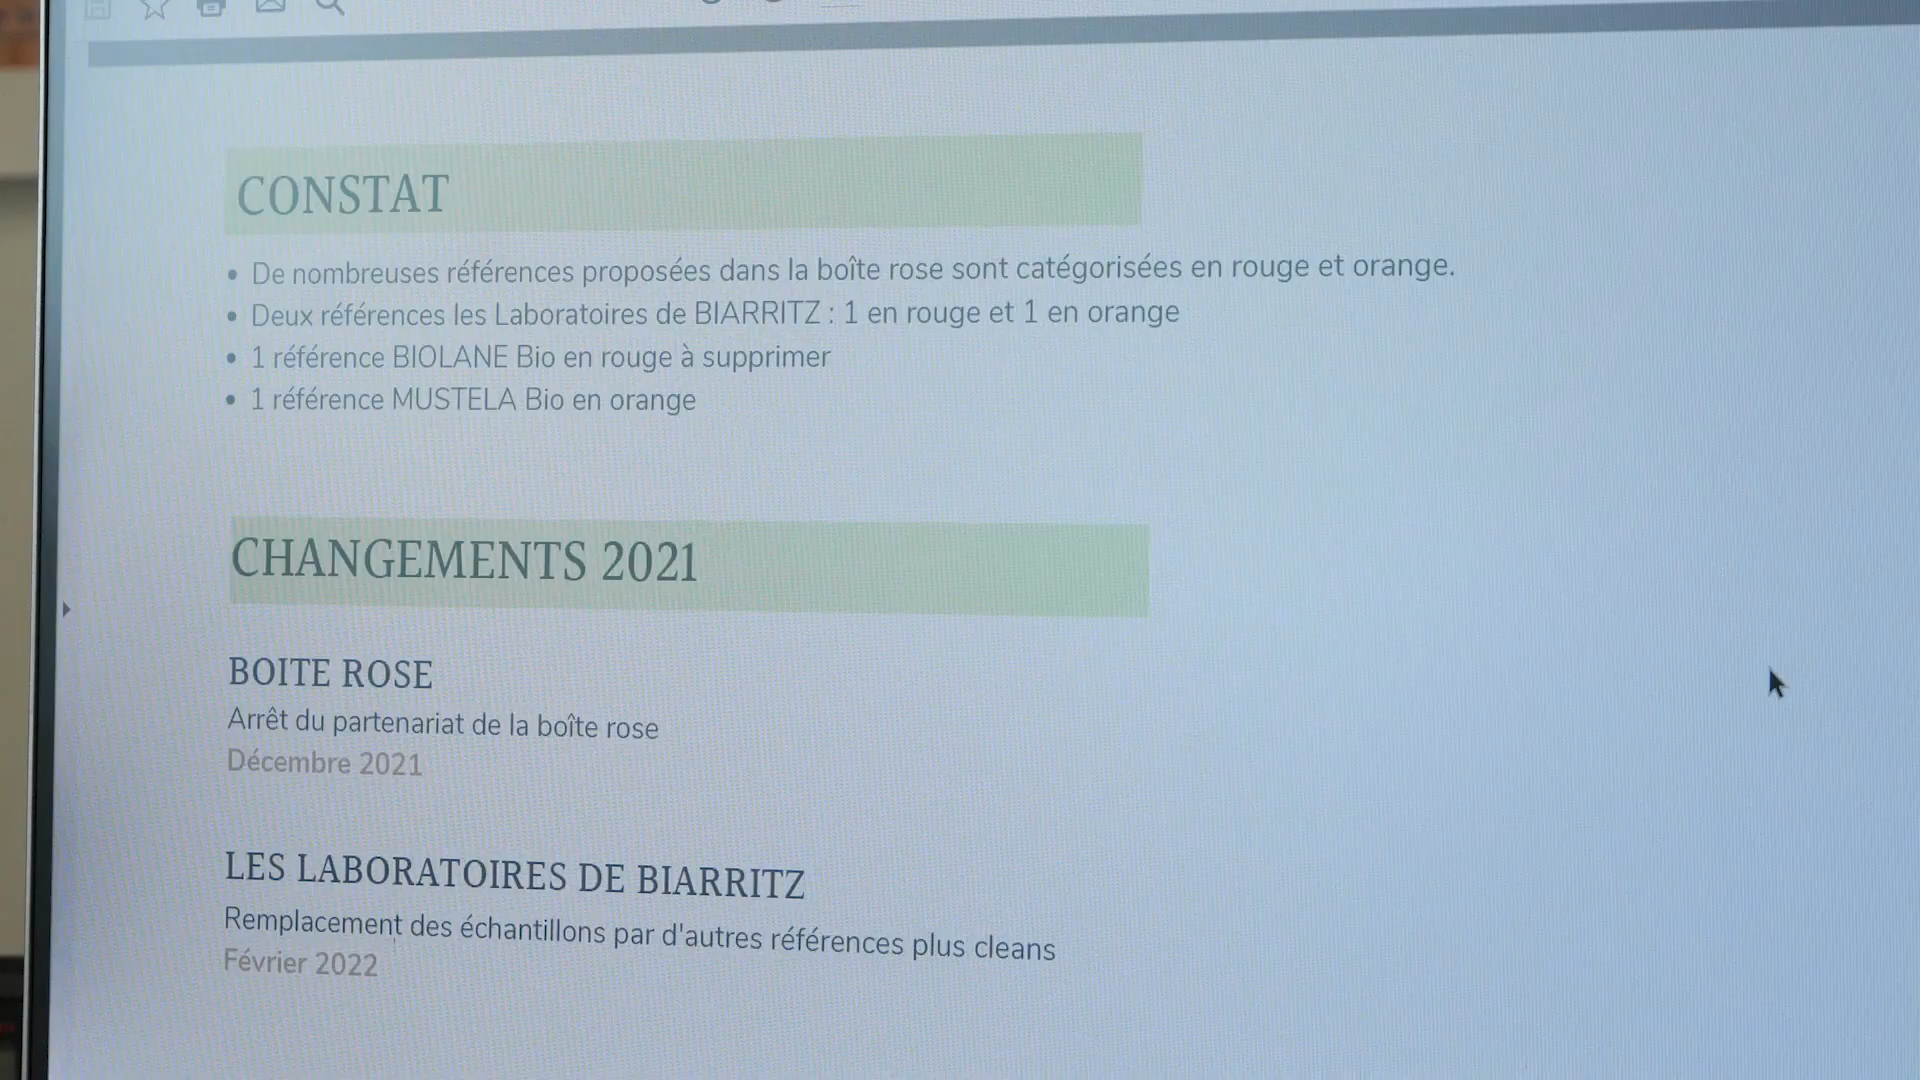 CONSTAT
• De nombreuses références proposées dans la boîte rose sont catégorisées en rouge et orange.
• Deux références les Laboratoires de BIARRITZ : 1 en rouge et 1 en orange
• 1 référence BIOLANE Bio en rouge à supprimer
• 1 référence MUSTELA Bio en orange
CHANGEMENTS 2021
BOITE ROSE
Arrêt du partenariat de la boîte rose
Décembre 2021
LES LABORATOIRES DE BIARRITZ
Remplacement des échantillons par d'autres références plus cleans
Février 2022